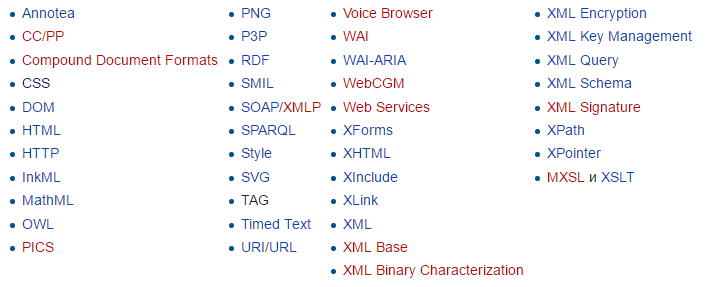 Annotea
CC/PP
Compound Document Formats
CSS
DOM
HTML
HTTP
InkML
MathML
OWL
PICS
PNG
P3P
RDF
SMIL
SOAP/XMLP
SPARQL
Style
SVG
TAG
Timed Text
URI/URL
Voice Browser
WAI
WAI-ARIA
WebCGM
Web Services
XForms
XHTML
XInclude
XLink
XML
XML Base
XML Binary Characterization
XML Encryption
XML Key Management
XML Query
XML Schema
XML Signature
XPath
XPointer
MXSL и XSLT